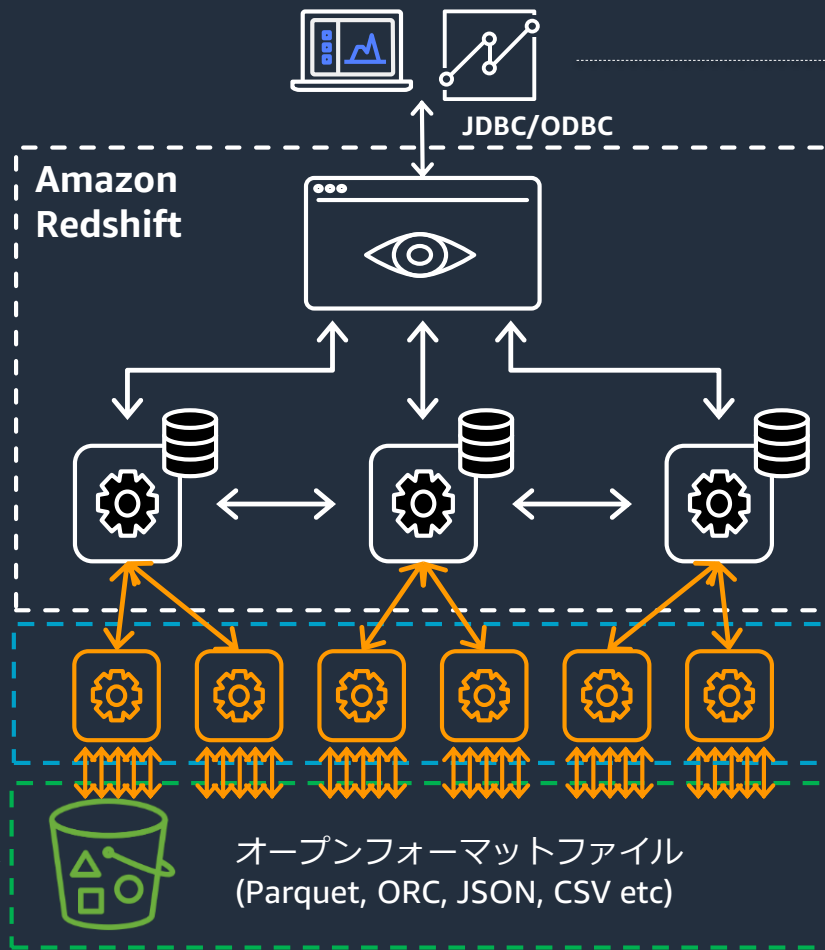 JDBC/ODBC
Amazon
Redshift
オープンフォーマットファイル
(Parquet, ORC, JSON, CSV etc)